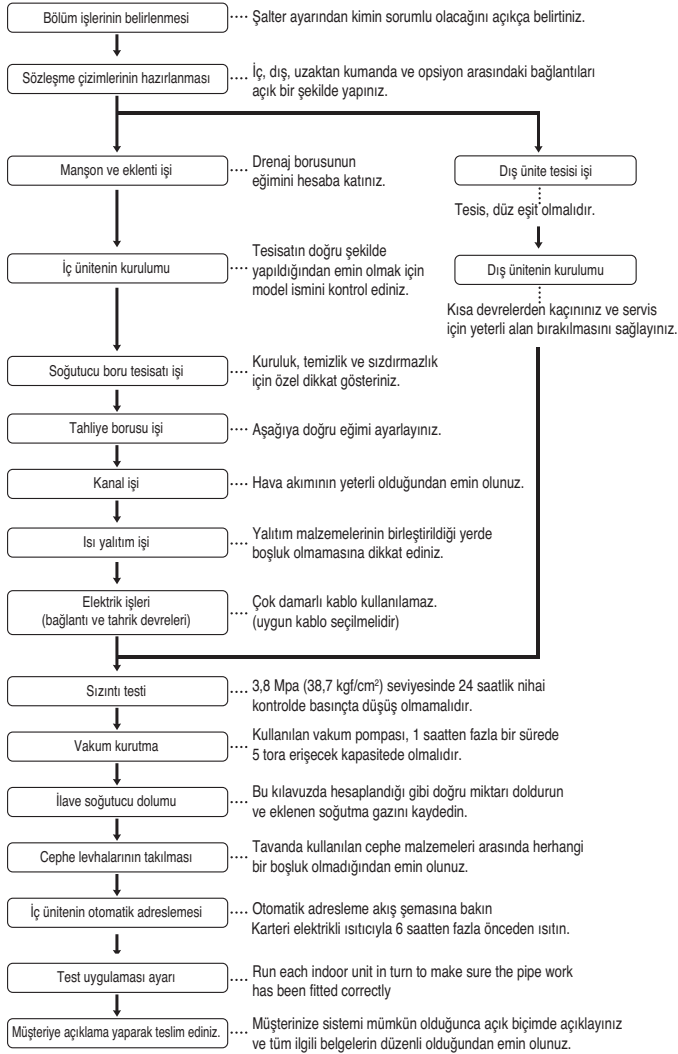 Bölüm işlerinin belirlenmesi
Şalter ayarından kimin sorumlu olacağını açıkça belirtiniz.
Sözleşme çizimlerinin hazırlanması
İç, dış, uzaktan kumanda ve opsiyon arasındaki bağlantıları
açık bir şekilde yapınız.
Manşon ve eklenti işi
Drenaj borusunun
eğimini hesaba katınız.
Dış ünite tesisi işi
Tesis, düz eşit olmalıdır.
İç ünitenin kurulumu
Tesisatın doğru şekilde
yapıldığından emin olmak için
model ismini kontrol ediniz.
Dış ünitenin kurulumu
Kısa devrelerden kaçınınız ve servis
için yeterli alan bırakılmasını sağlayınız.
Soğutucu boru tesisatı işi
Kuruluk, temizlik ve sızdırmazlık
için özel dikkat gösteriniz.
Tahliye borusu işi
Aşağıya doğru eğimi ayarlayınız.
Kanal işi
Hava akımının yeterli olduğundan emin olunuz.
Isı yalıtım işi
Yalıtım malzemelerinin birleştirildiği yerde
boşluk olmamasına dikkat ediniz.
Elektrik işleri
(bağlantı ve tahrik devreleri)
Çok damarlı kablo kullanılamaz.
(uygun kablo seçilmelidir)
Sızıntı testi
3,8 Mpa (38,7 kgf/cm²) seviyesinde 24 saatlik nihai
kontrolde basınçta düşüş olmamalıdır.
Vakum kurutma
Kullanılan vakum pompası, 1 saatten fazla bir sürede
5 tora erişecek kapasitede olmalıdır.
İlave soğutucu dolumu
Bu kılavuzda hesaplandığı gibi doğru miktarı doldurun
ve eklenen soğutma gazını kaydedin.
Cephe levhalarının takılması
Tavanda kullanılan cephe malzemeleri arasında herhangi
bir boşluk olmadığından emin olunuz.
İç ünitenin otomatik adreslemesi
Otomatik adresleme akış şemasına bakın
Karteri elektrikli ısıtıcıyla 6 saatten fazla önceden ısıtın.
Test uygulaması ayarı
Run each indoor unit in turn to make sure the pipe work
has been fitted correctly
Müşteriye açıklama yaparak teslim ediniz.
Müşterinize sistemi mümkün olduğunca açık biçimde açıklayınız
ve tüm ilgili belgelerin düzenli olduğundan emin olunuz.